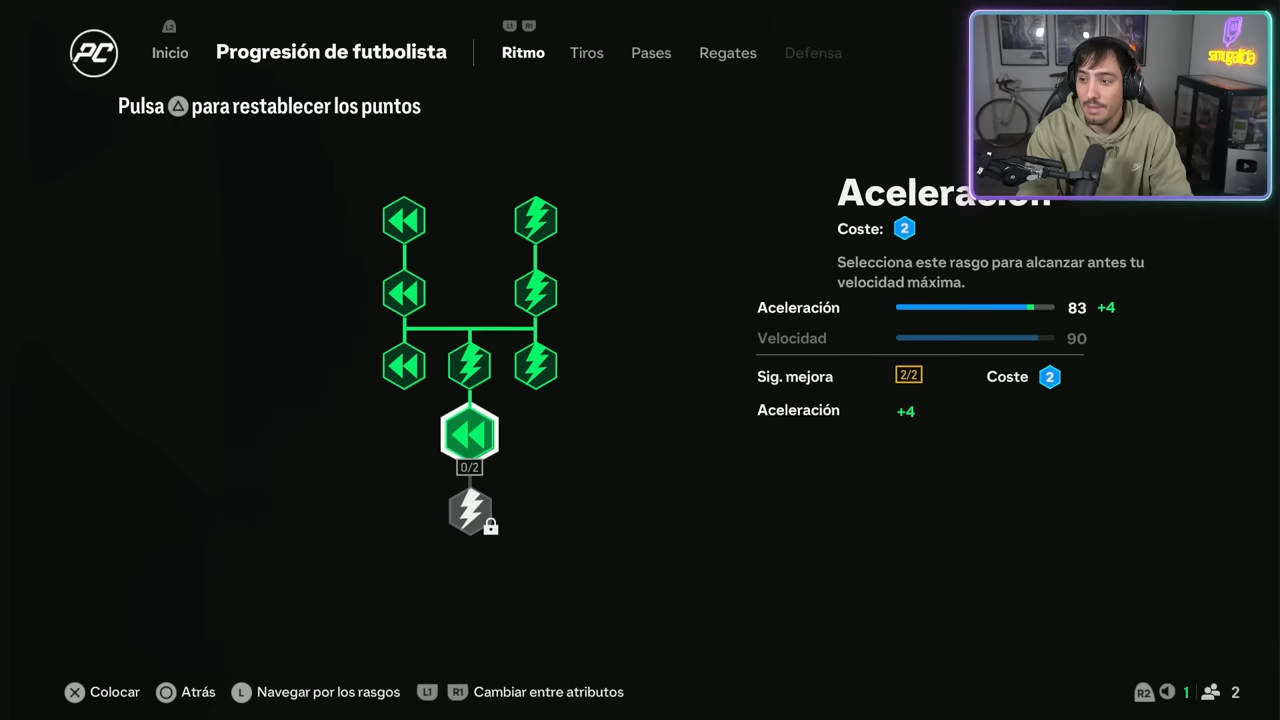 L2
L1 R1
PC Inicio Progresión de futbolista Ritmo Tiros Pases Regates Defensa
samugalida
Pulsa para restablecer los puntos
Aceleración
Coste: 2
Selecciona este rasgo para alcanzar antes tu
velocidad máxima.
Aceleración 83 +4
Velocidad 90
Sig. mejora 2/2 Coste 2
Aceleración +4
0/2
Colocar Atrás L Navegar por los rasgos L1 R1 Cambiar entre atributos
R2 1 2